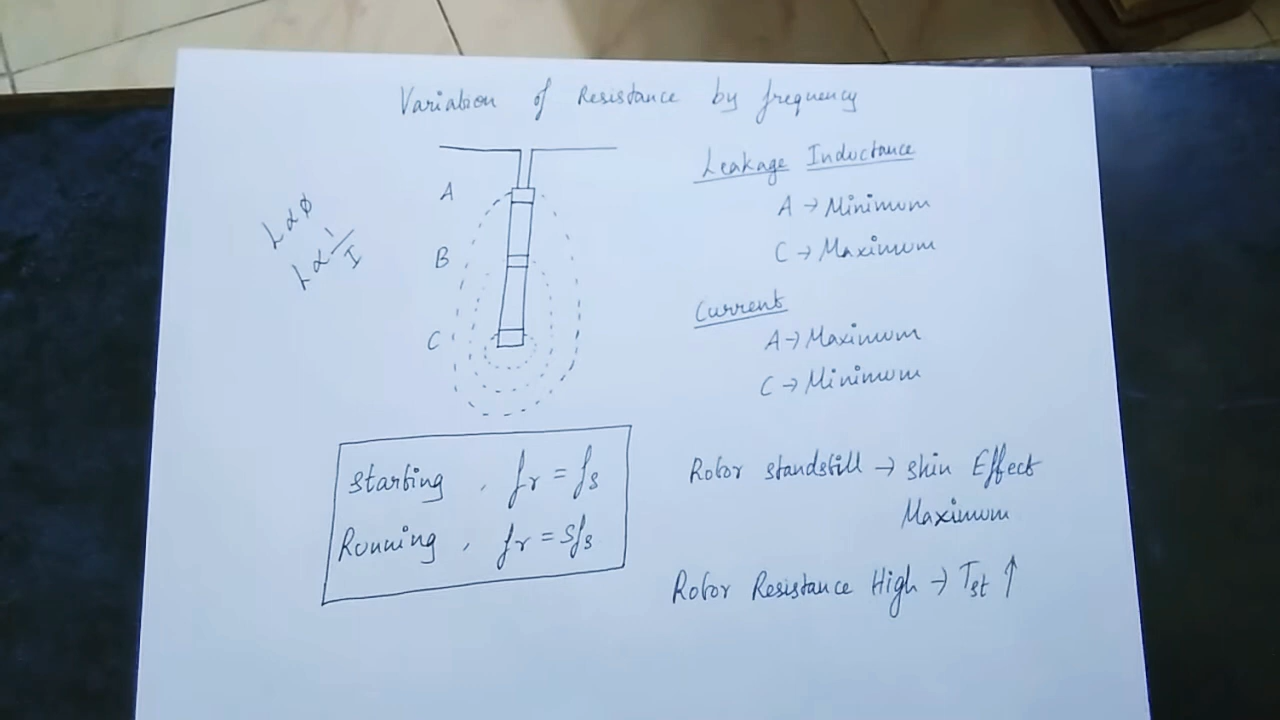 Variation of Resistance by frequency
A
B
C
L α φ
L α 1/I
Leakage Inductance
A → Minimum
C → Maximum
Current
A → Maximum
C → Minimum
starting , fr = fs
Running , fr = sfs
Rotor standstill → skin Effect
Maximum
Rotor Resistance High → Tst ↑